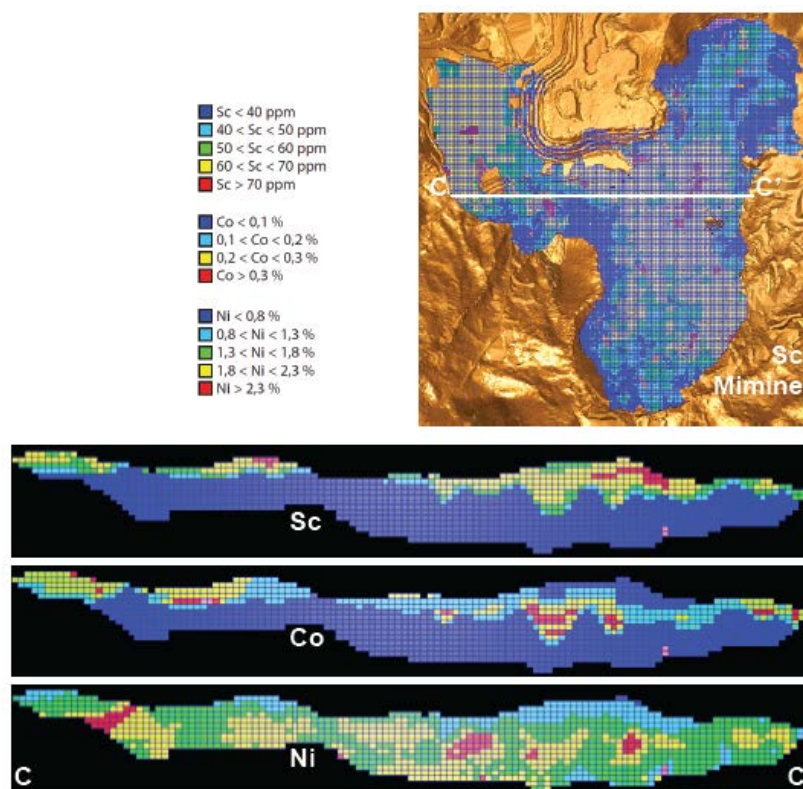 Sc < 40 ppm
40 < Sc < 50 ppm
50 < Sc < 60 ppm
60 < Sc < 70 ppm
Sc > 70 ppm
Co < 0,1 %
0,1 < Co < 0,2 %
0,2 < Co < 0,3 %
Co > 0,3 %
Ni < 0,8 %
0,8 < Ni < 1,3 %
1,3 < Ni < 1,8 %
1,8 < Ni < 2,3 %
Ni > 2,3 %
C C'
Sc
Mimine
Sc
Co
Ni
C C